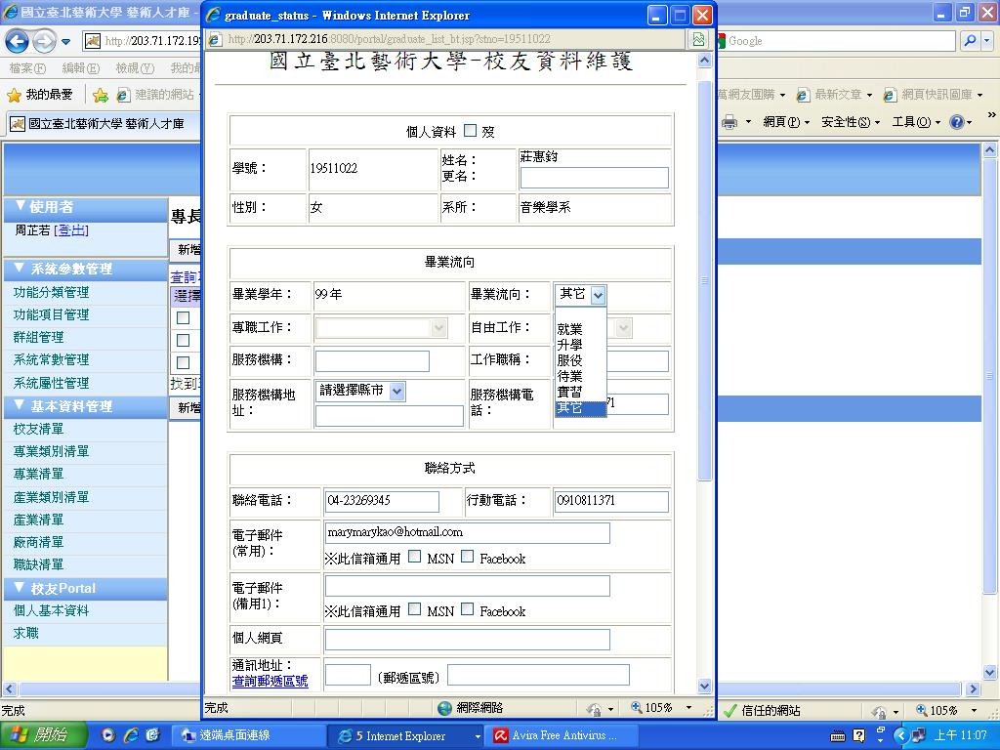 國立臺北藝術大學 藝術人才庫 -
graduate_status - Windows Internet Explorer
http://203.71.172.19
http://203.71.172.216:8080/portal/graduate_list_bt.jsp?stno=19511022
Google
檔案(F) 編輯(E) 檢視(V) 我的最
我的最愛
建議的網站
萬網友團購
最新文章
網頁快訊圖庫
國立臺北藝術大學 藝術人才庫
網頁(P)
安全性(S)
工具(O)
»
使用者
周芷若 [登出]
系統參數管理
功能分類管理
功能項目管理
群組管理
系統常數管理
系統屬性管理
基本資料管理
校友清單
專業類別清單
專業清單
產業類別清單
產業清單
廠商清單
職缺清單
校友Portal
個人基本資料
求職
專長
新增
查詢
選擇
找到
新增
國立臺北藝術大學-校友資料維護
個人資料 歿
學號： 19511022 姓名： 莊惠鈞
更名：
性別： 女 系所： 音樂學系
畢業流向
畢業學年： 99 年 畢業流向： 其它
就業
升學
服役
待業
實習
其它
專職工作： 自由工作：
服務機構： 工作職稱：
服務機構地址： 請選擇縣市 服務機構電話： 71
聯絡方式
聯絡電話： 04-23269345 行動電話： 0910811371
電子郵件 marymarykao@hotmail.com
(常用)： ※此信箱通用 MSN Facebook
電子郵件
(備用1)： ※此信箱通用 MSN Facebook
個人網頁
通訊地址：
查詢郵遞區號 （郵遞區號）
完成 網際網路 105%
完成 信任的網站 105%
開始
遠端桌面連線
5 Internet Explorer
Avira Free Antivirus ...
上午 11:07